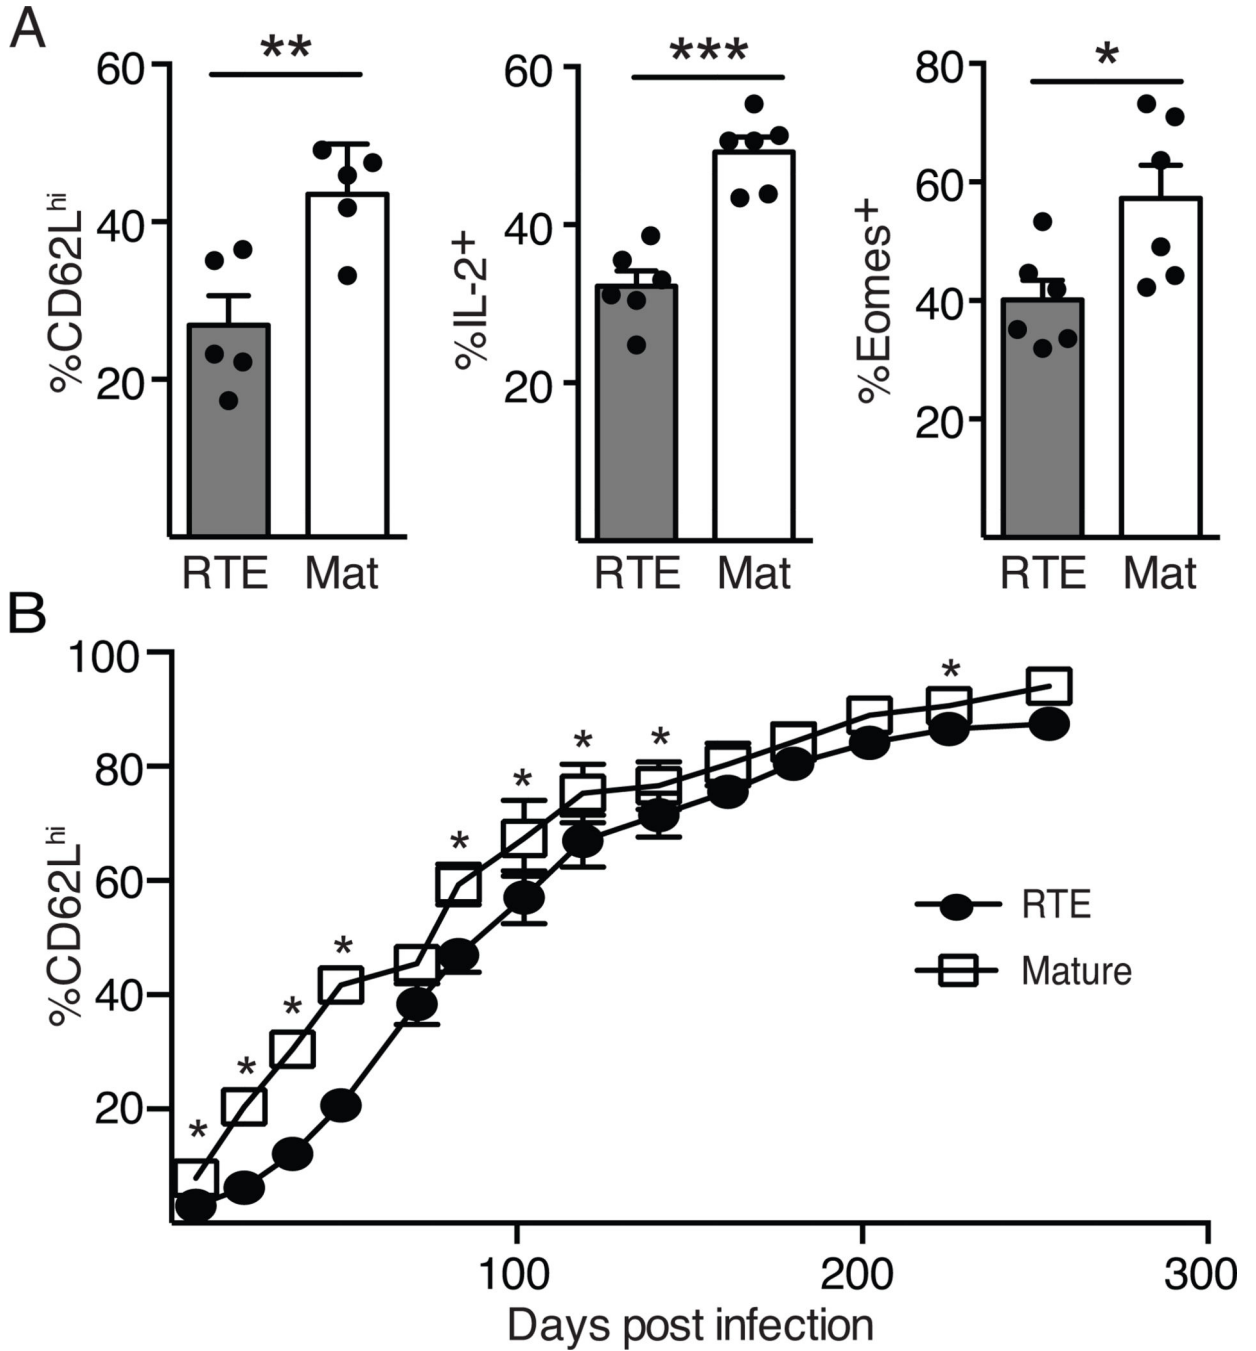 A
** *** *
60 60 80
%CD62Lhi %IL-2+ %Eomes+
60
40 40 40
20 20 20
RTE Mat RTE Mat RTE Mat
B
100
80
60
40
20
%CD62Lhi
* * * * * * * * *
RTE
Mature
100 200 300
Days post infection